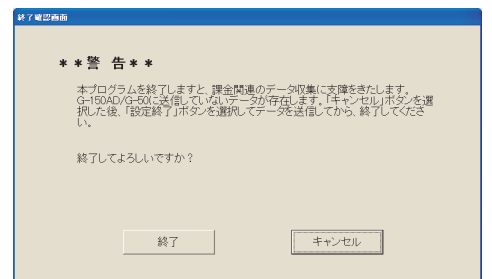 終了確認画面
＊＊警 告＊＊
本プログラムを終了しますと、課金関連のデータ収集に支障をきたします。
G-150AD/G-50に送信していないデータが存在します。「キャンセル」ボタンを選
択した後、「設定終了」ボタンを選択してデータを送信してから、終了してくださ
い。
終了してよろしいですか？
終了
キャンセル